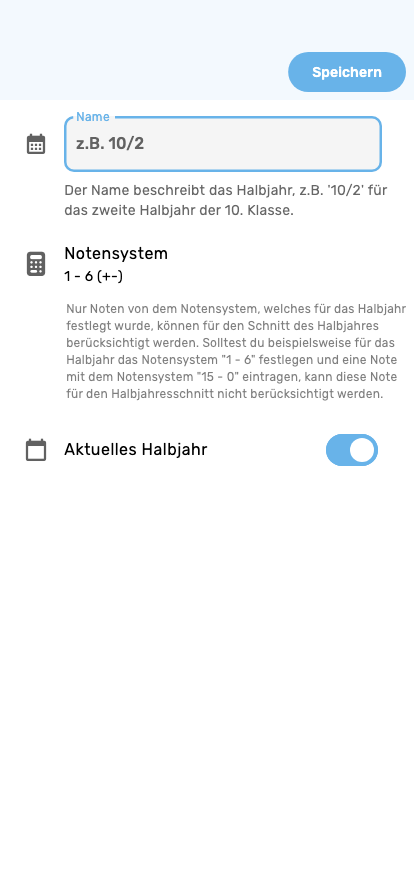 Speichern
Name
z.B. 10/2
Der Name beschreibt das Halbjahr, z.B. '10/2' für
das zweite Halbjahr der 10. Klasse.
Notensystem
1 - 6 (+-)
Nur Noten von dem Notensystem, welches für das Halbjahr
festlegt wurde, können für den Schnitt des Halbjahres
berücksichtigt werden. Solltest du beispielsweise für das
Halbjahr das Notensystem "1 - 6" festlegen und eine Note
mit dem Notensystem "15 - 0" eintragen, kann diese Note
für den Halbjahresschnitt nicht berücksichtigt werden.
Aktuelles Halbjahr